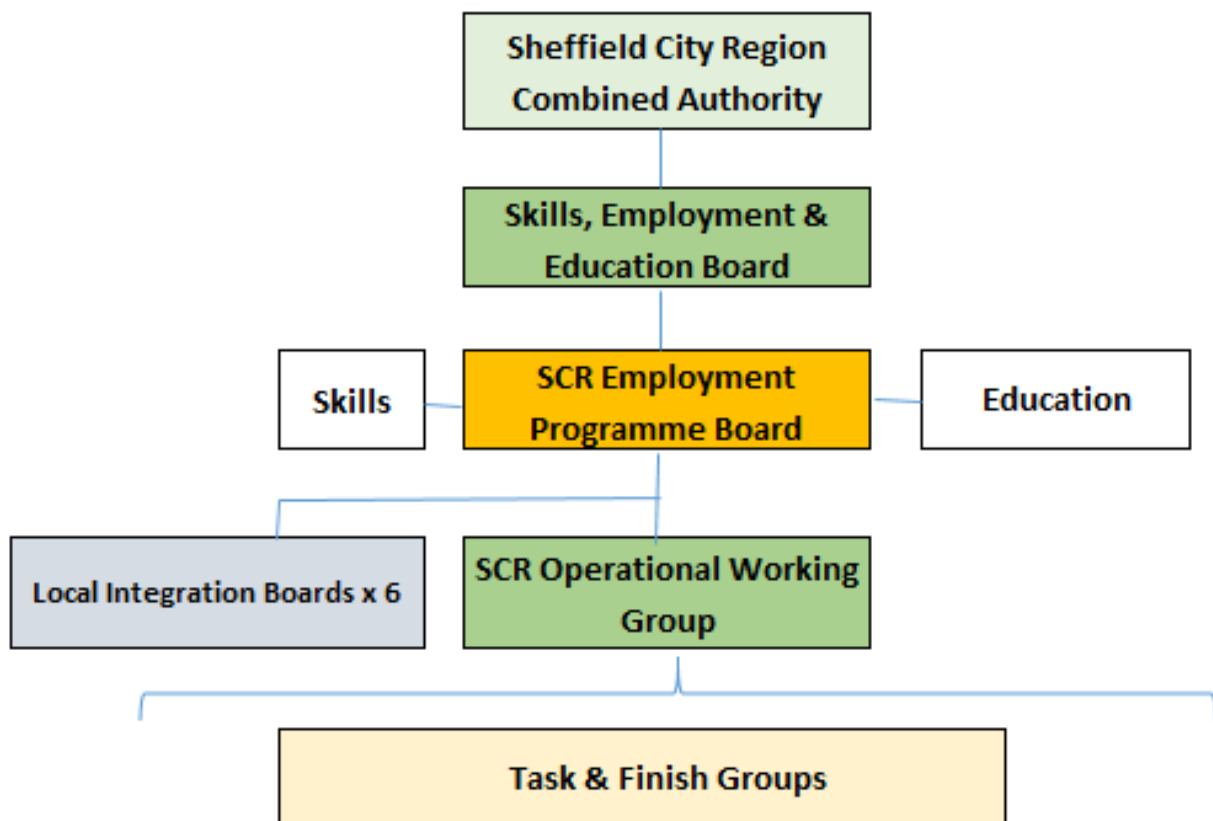 Sheffield City Region
Combined Authority
Skills, Employment &
Education Board
Skills
SCR Employment
Programme Board
Education
Local Integration Boards x 6
SCR Operational Working
Group
Task & Finish Groups